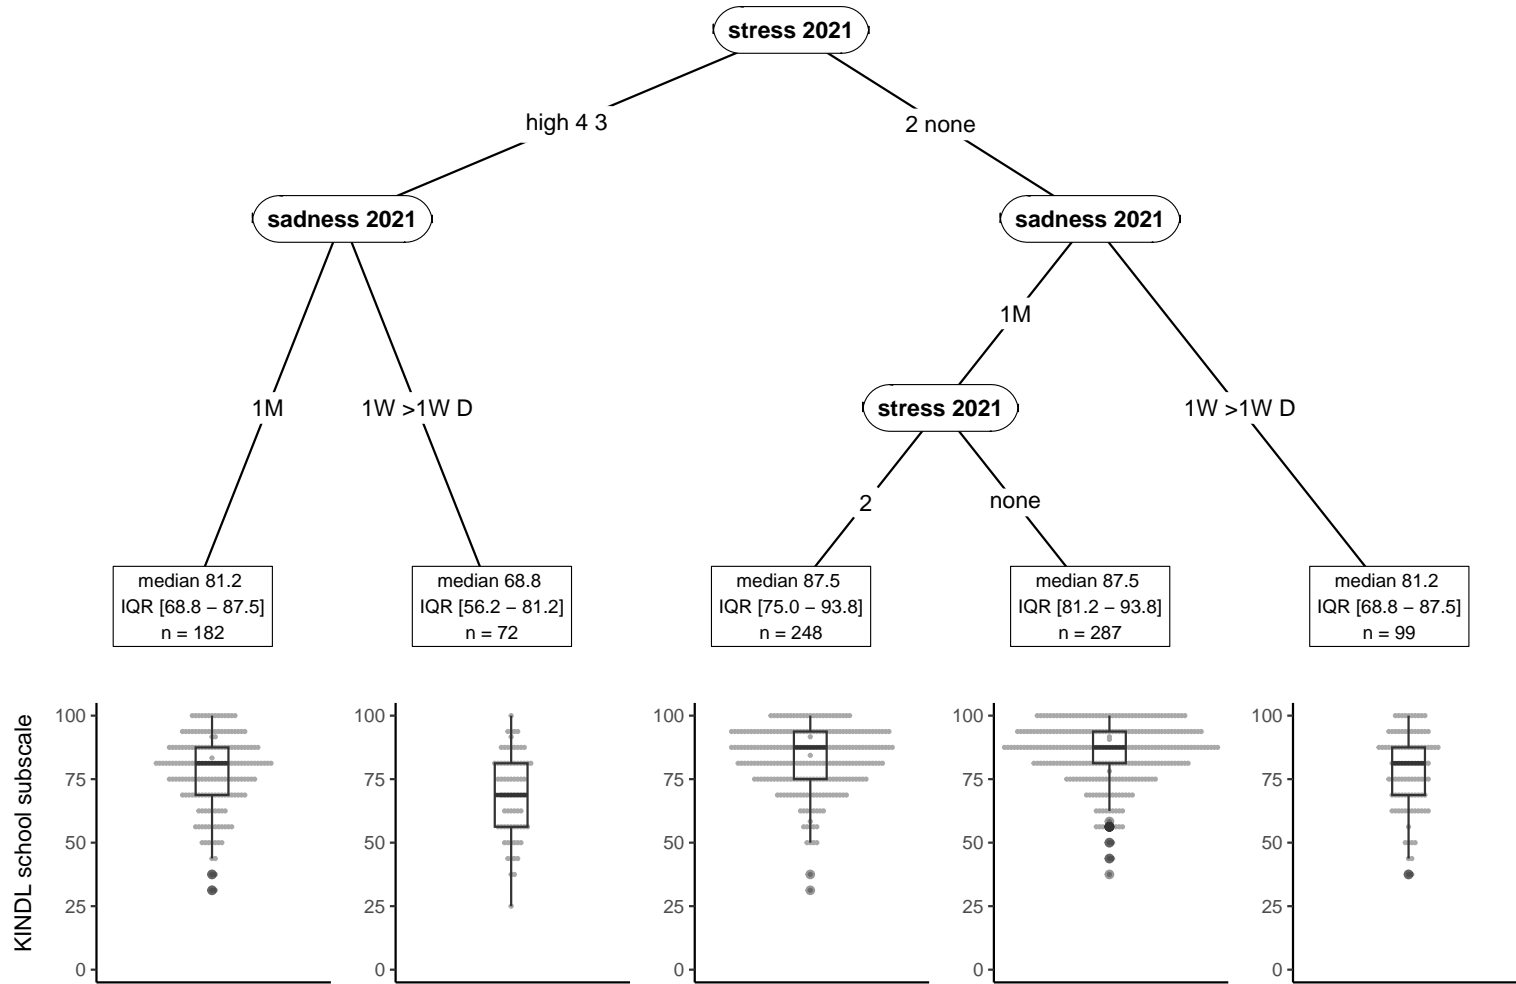 stress 2021
high 4 3
2 none
sadness 2021
sadness 2021
1M
1M
1W >1W D
stress 2021
1W >1W D
2
none
median 81.2
IQR [68.8 – 87.5]
n = 182
median 68.8
IQR [56.2 – 81.2]
n = 72
median 87.5
IQR [75.0 – 93.8]
n = 248
median 87.5
IQR [81.2 – 93.8]
n = 287
median 81.2
IQR [68.8 – 87.5]
n = 99
KINDL school subscale
100
75
50
25
0
100
75
50
25
0
100
75
50
25
0
100
75
50
25
0
100
75
50
25
0